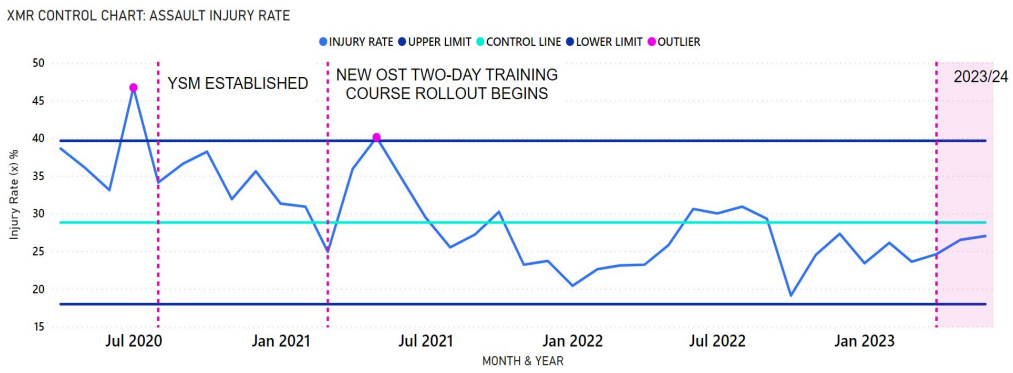 XMR CONTROL CHART: ASSAULT INJURY RATE
INJURY RATE UPPER LIMIT CONTROL LINE LOWER LIMIT OUTLIER
50
45
40
35
30
25
20
15
Injury Rate (x) %
YSM ESTABLISHED
NEW OST TWO-DAY TRAINING
COURSE ROLLOUT BEGINS
2023/24
Jul 2020 Jan 2021 Jul 2021 Jan 2022 Jul 2022 Jan 2023
MONTH & YEAR